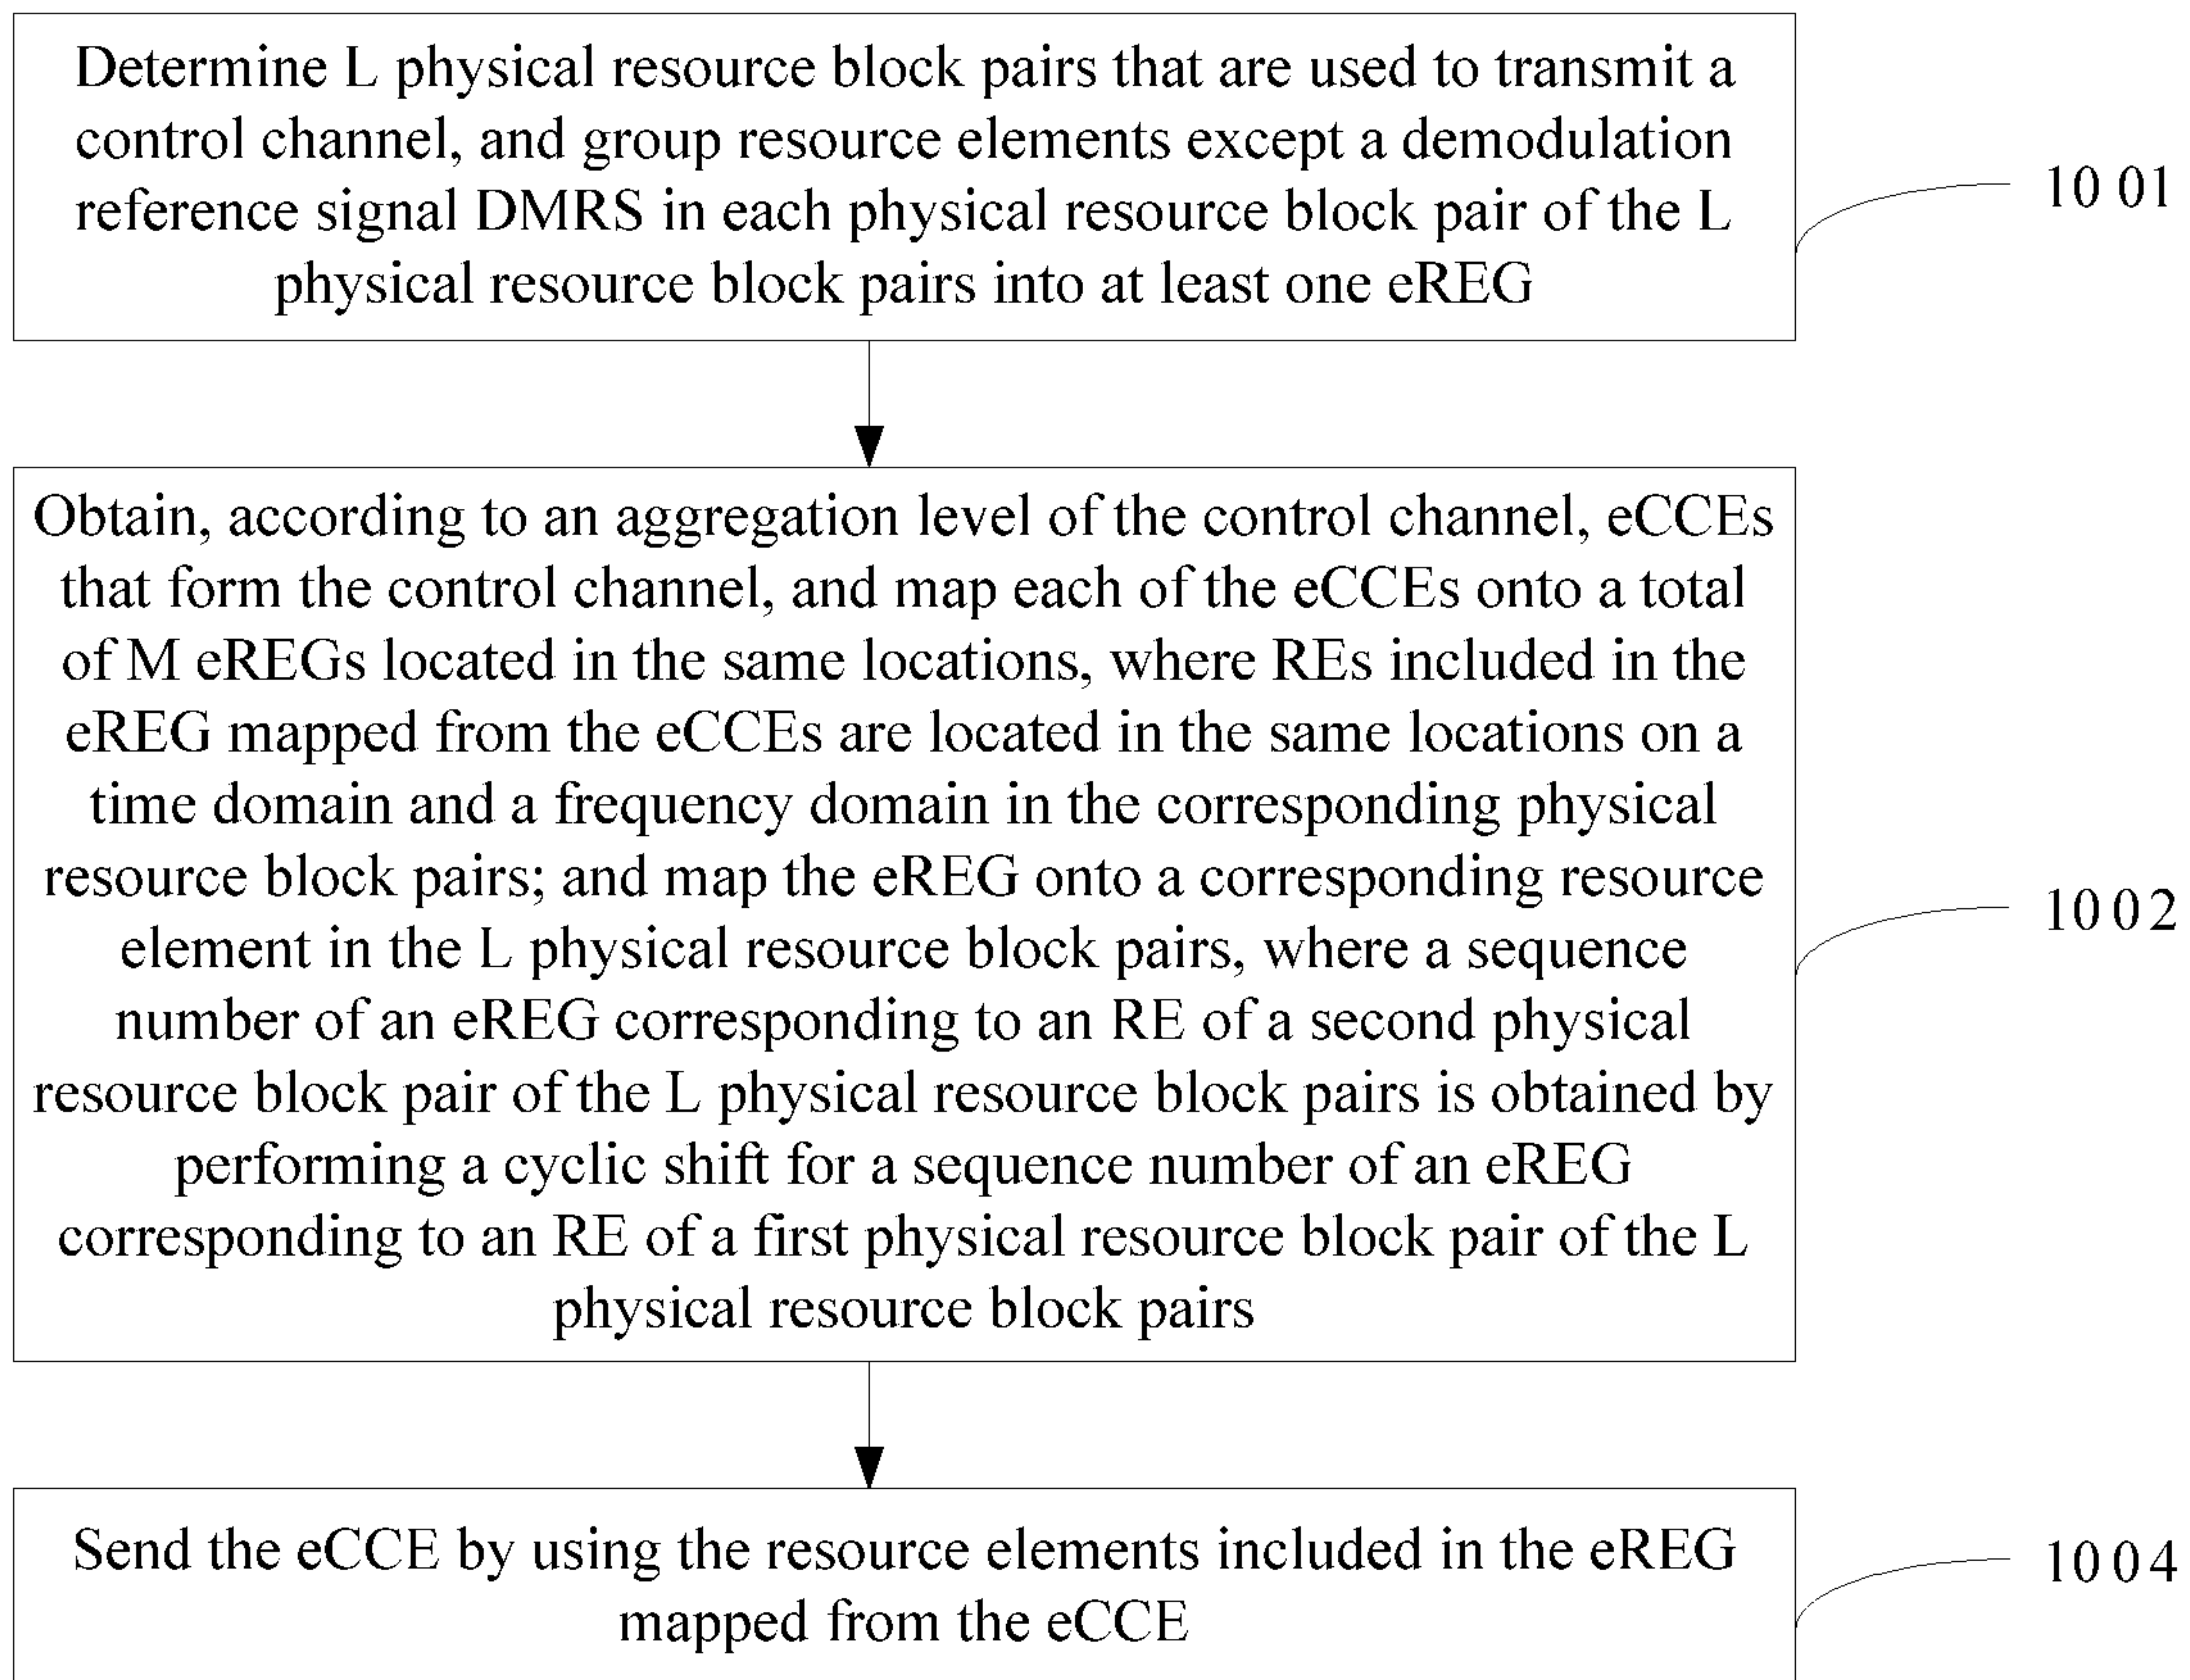 Determine L physical resource block pairs that are used to transmit a
control channel, and group resource elements except a demodulation
reference signal DMRS in each physical resource block pair of the L
physical resource block pairs into at least one eREG
1001
Obtain, according to an aggregation level of the control channel, eCCEs
that form the control channel, and map each of the eCCEs onto a total
of M eREGs located in the same locations, where REs included in the
eREG mapped from the eCCEs are located in the same locations on a
time domain and a frequency domain in the corresponding physical
resource block pairs; and map the eREG onto a corresponding resource
element in the L physical resource block pairs, where a sequence
number of an eREG corresponding to an RE of a second physical
resource block pair of the L physical resource block pairs is obtained by
performing a cyclic shift for a sequence number of an eREG
corresponding to an RE of a first physical resource block pair of the L
physical resource block pairs
1002
Send the eCCE by using the resource elements included in the eREG
mapped from the eCCE
1004